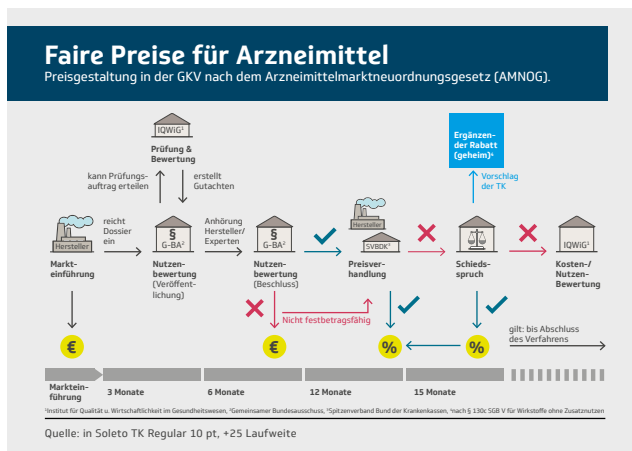 Faire Preise für Arzneimittel
Preisgestaltung in der GKV nach dem Arzneimittelmarktneuordnungsgesetz (AMNOG).
IQWiG¹
Prüfung &
Bewertung
kann Prüfungs-
auftrag erteilen
erstellt
Gutachten
Ergänzen-
der Rabatt
(geheim)⁴
Vorschlag
der TK
Hersteller
Markt-
einführung
reicht
Dossier
ein
§
G-BA²
Nutzen-
bewertung
(Veröffent-
lichung)
Anhörung
Hersteller/
Experten
§
G-BA²
Nutzen-
bewertung
(Beschluss)
Hersteller
SVBDK³
Preisver-
handlung
Schieds-
spruch
IQWiG¹
Kosten-/
Nutzen-
Bewertung
Nicht festbetragsfähig
€
€
%
%
gilt: bis Abschluss
des Verfahrens
Marktein-
führung
3 Monate
6 Monate
12 Monate
15 Monate
¹Institut für Qualität u. Wirtschaftlichkeit im Gesundheitswesen, ²Gemeinsamer Bundesausschuss, ³Spitzenverband Bund der Krankenkassen, ⁴nach § 130c SGB V für Wirkstoffe ohne Zusatznutzen
Quelle: in Soleto TK Regular 10 pt, +25 Laufweite